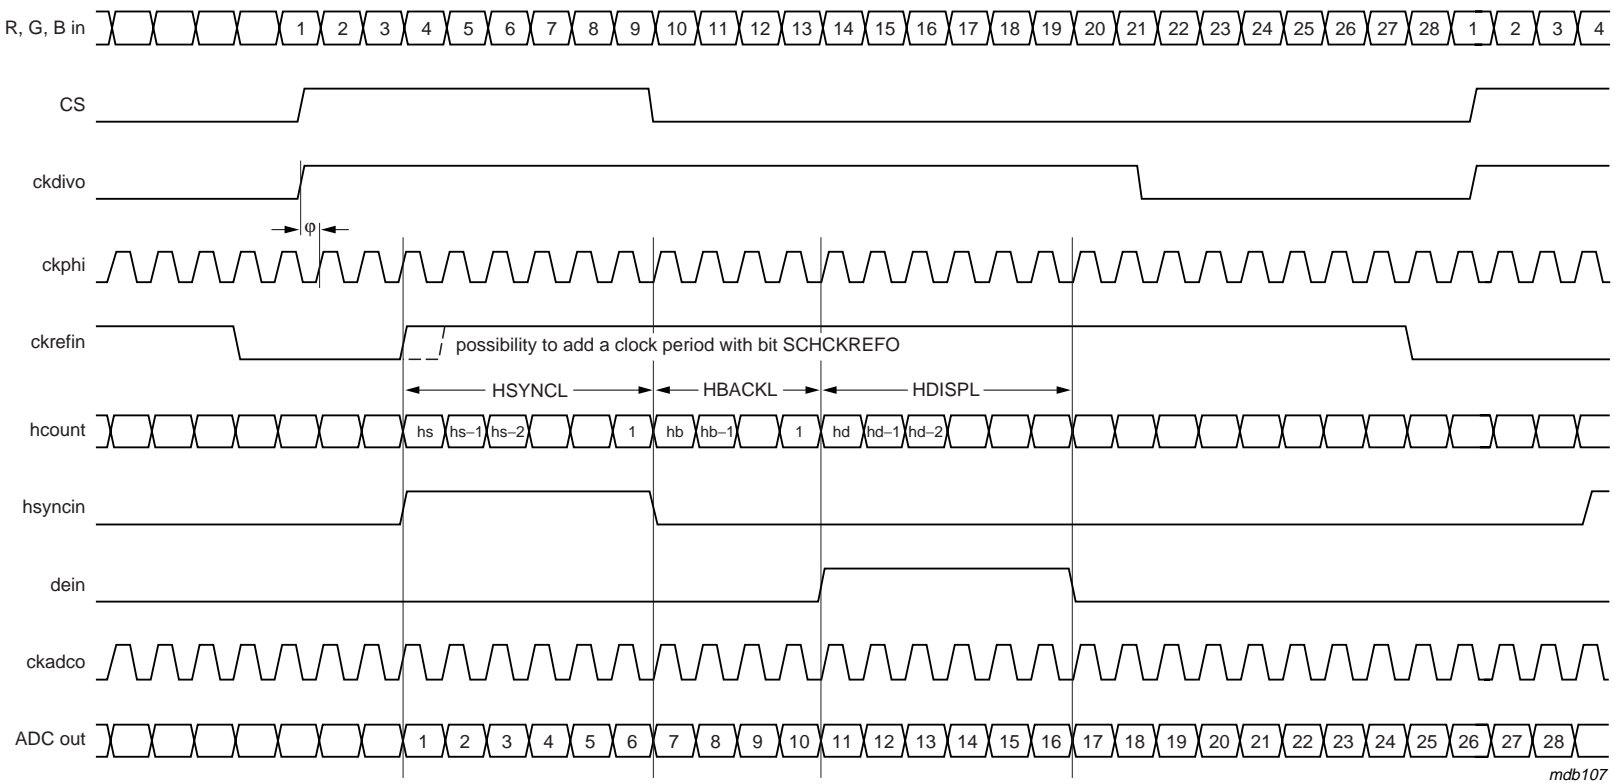 R, G, B in 1 2 3 4 5 6 7 8 9 10 11 12 13 14 15 16 17 18 19 20 21 22 23 24 25 26 27 28 1 2 3 4
CS
ckdivo
φ
ckphi
ckrefin
possibility to add a clock period with bit SCHCKREFO
HSYNCL HBACKL HDISPL
hcount hs hs–1 hs–2 1 hb hb–1 1 hd hd–1 hd–2
hsyncin
dein
ckadco
ADC out 1 2 3 4 5 6 7 8 9 10 11 12 13 14 15 16 17 18 19 20 21 22 23 24 25 26 27 28
mdb107